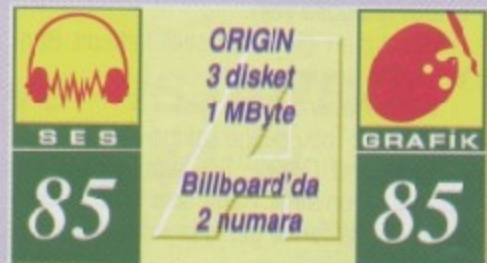 ORIGIN
3 disket
1 MByte
SES
GRAFİK
Billboard'da
2 numara
85
85
A